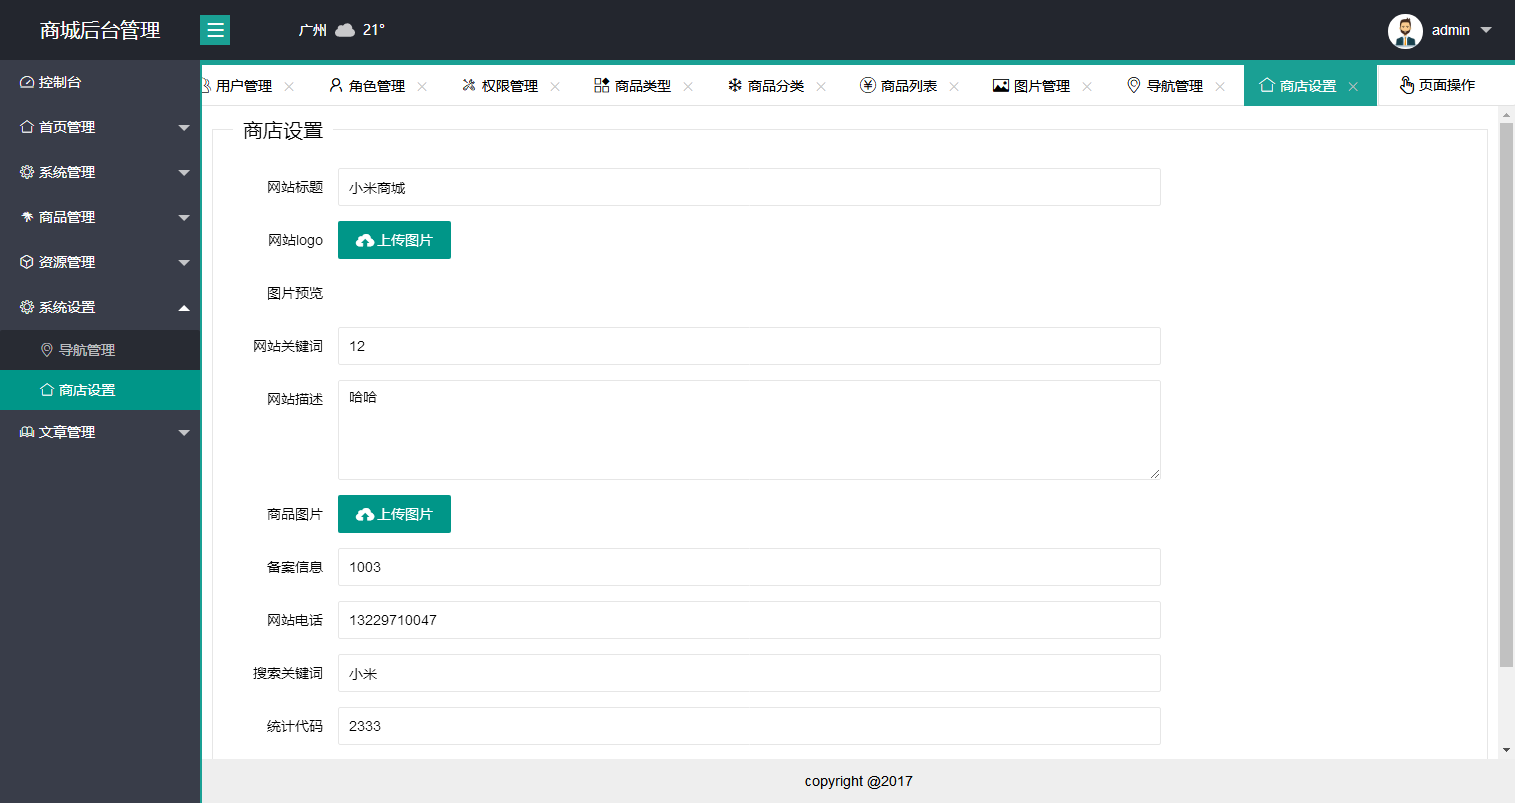 商城后台管理
广州 21°
admin
控制台
首页管理
系统管理
商品管理
资源管理
系统设置
导航管理
商店设置
文章管理
用户管理 角色管理 权限管理 商品类型 商品分类 商品列表 图片管理 导航管理 商店设置 页面操作
商店设置
网站标题 小米商城
网站logo 上传图片
图片预览
网站关键词 12
网站描述 哈哈
商品图片 上传图片
备案信息 1003
网站电话 13229710047
搜索关键词 小米
统计代码 2333
copyright @2017